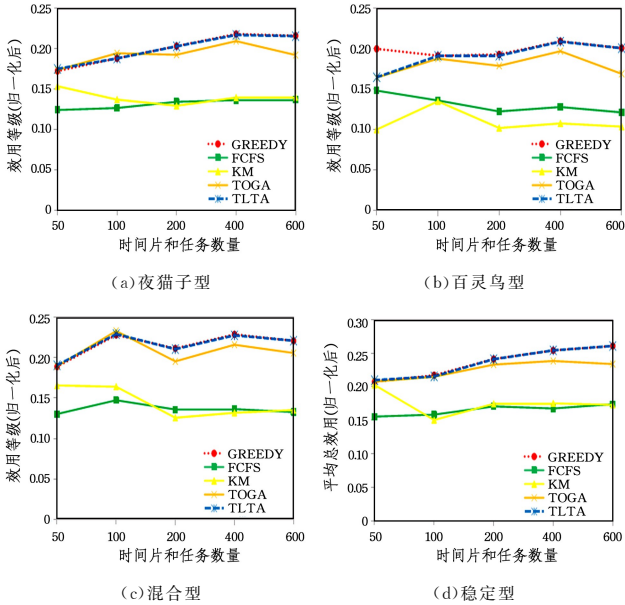 效用等级(归一化后)
0.25
0.20
0.15
0.10
0.05
0
GREEDY
FCFS
KM
TOGA
TLTA
50 100 200 400 600
时间片和任务数量
(a)夜猫子型
效用等级(归一化后)
0.25
0.20
0.15
0.10
0.05
0
GREEDY
FCFS
KM
TOGA
TLTA
50 100 200 400 600
时间片和任务数量
(b)百灵鸟型
效用等级(归一化后)
0.25
0.20
0.15
0.10
0.05
0
GREEDY
FCFS
KM
TOGA
TLTA
50 100 200 400 600
时间片和任务数量
(c)混合型
平均总效用(归一化后)
0.30
0.25
0.20
0.15
0.10
0.05
0
GREEDY
FCFS
KM
TOGA
TLTA
50 100 200 400 600
时间片和任务数量
(d)稳定型